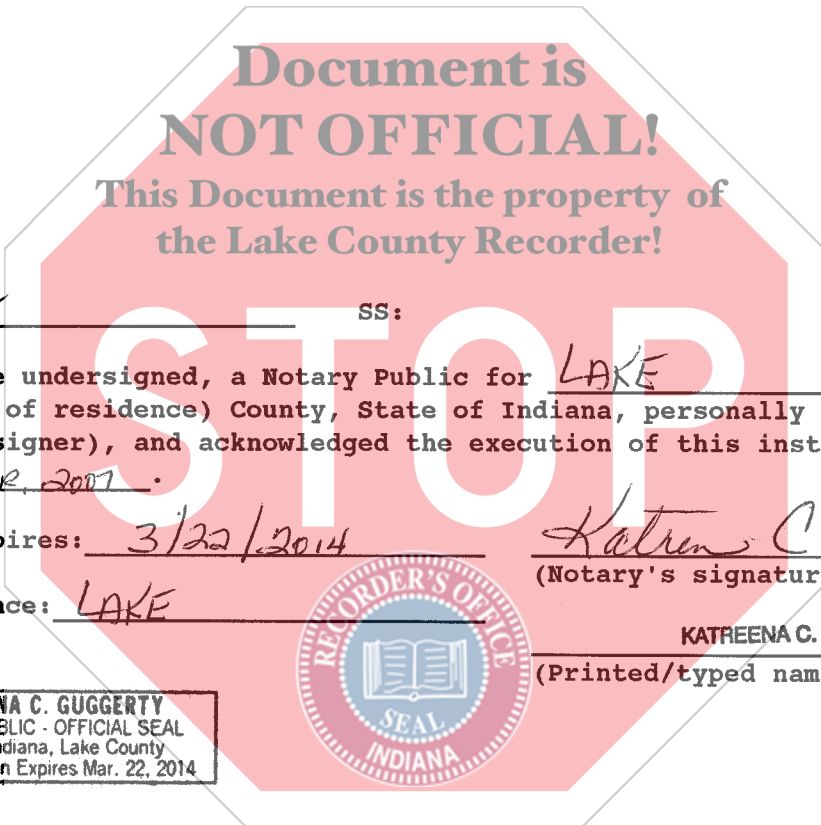 Document is
NOT OFFICIAL!
This Document is the property of
the Lake County Recorder!
STOP
SS:
undersigned, a Notary Public for LAKE
of residence) County, State of Indiana, personally
signer), and acknowledged the execution of this inst
R, 2007.
ires: 3/22/2014 Katren C
(Notary's signatur
ce: LAKE
KATREENA C.
(Printed/typed nam
NA C. GUGGERTY
BLIC - OFFICIAL SEAL
ndiana, Lake County
n Expires Mar. 22, 2014
RECORDER'S OFFICE
SEAL
INDIANA